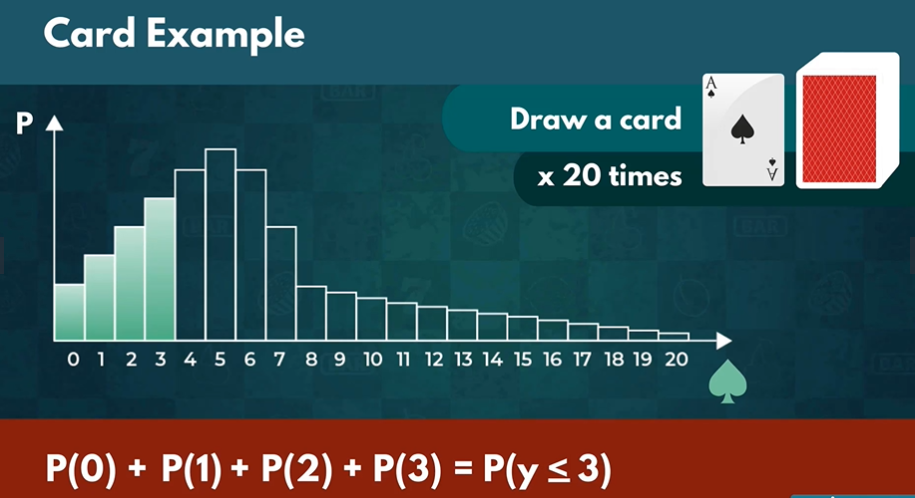 Card Example
P
Draw a card
x 20 times
A
A
0 1 2 3 4 5 6 7 8 9 10 11 12 13 14 15 16 17 18 19 20
P(0) + P(1) + P(2) + P(3) = P(y ≤ 3)